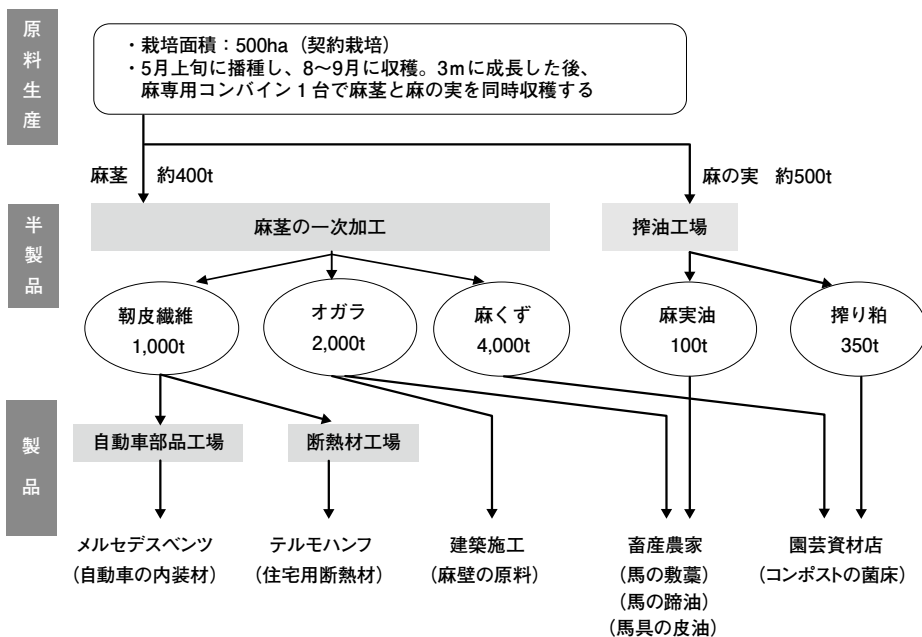 原料生産
・栽培面積：500ha（契約栽培）
・5月上旬に播種し、8〜9月に収穫。3mに成長した後、
麻専用コンバイン1台で麻茎と麻の実を同時収穫する
麻茎　約400t
麻の実　約500t
半製品
麻茎の一次加工
搾油工場
靭皮繊維
1,000t
オガラ
2,000t
麻くず
4,000t
麻実油
100t
搾り粕
350t
製品
自動車部品工場
断熱材工場
メルセデスベンツ
（自動車の内装材）
テルモハンフ
（住宅用断熱材）
建築施工
（麻壁の原料）
畜産農家
（馬の敷藁）
（馬の蹄油）
（馬具の皮油）
園芸資材店
（コンポストの菌床）